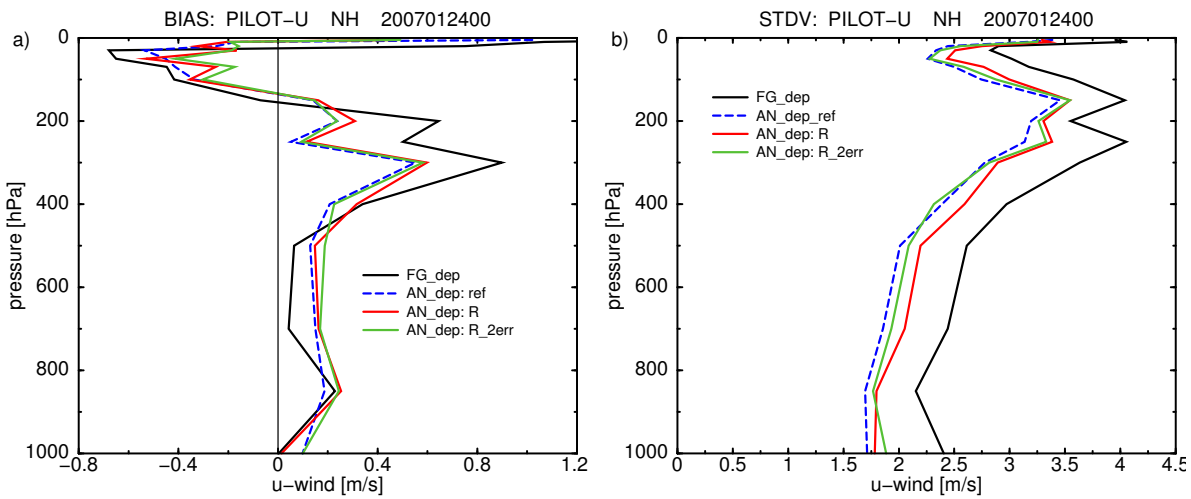 BIAS: PILOT−U NH 2007012400
a)
0
200
400
600
800
1000
pressure [hPa]
FG_dep
AN_dep: ref
AN_dep: R
AN_dep: R_2err
−0.8
−0.4
0
0.4
0.8
1.2
u−wind [m/s]
STDV: PILOT−U NH 2007012400
b)
0
200
400
600
800
1000
pressure [hPa]
FG_dep
AN_dep_ref
AN_dep: R
AN_dep: R_2err
0
0.5
1
1.5
2
2.5
3
3.5
4
4.5
u−wind [m/s]